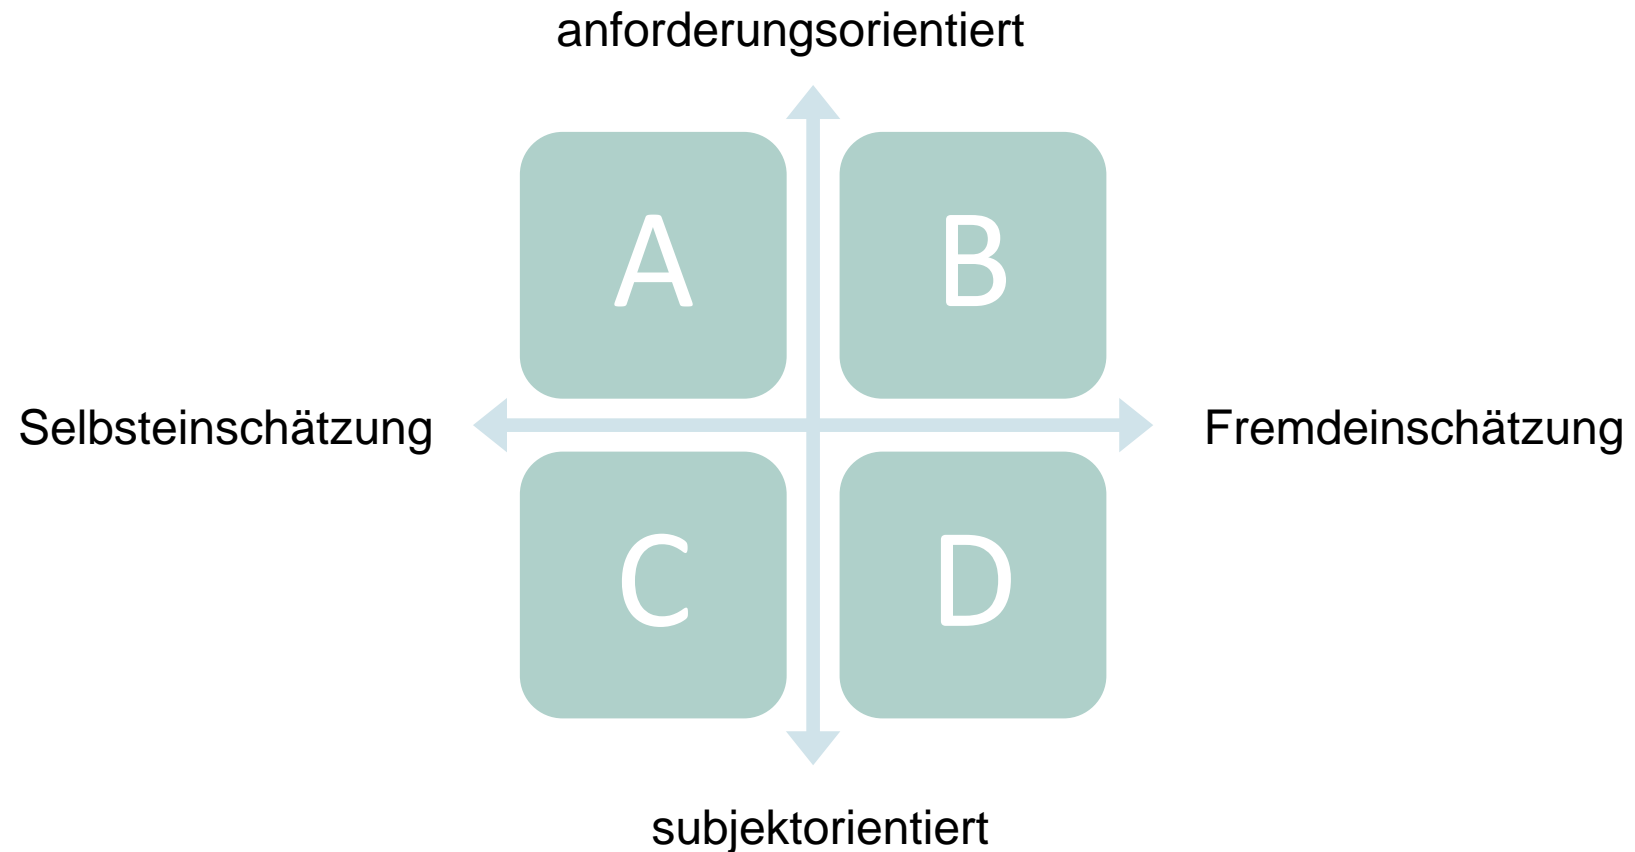 anforderungsorientiert
A B
Selbsteinschätzung Fremdeinschätzung
C D
subjektorientiert